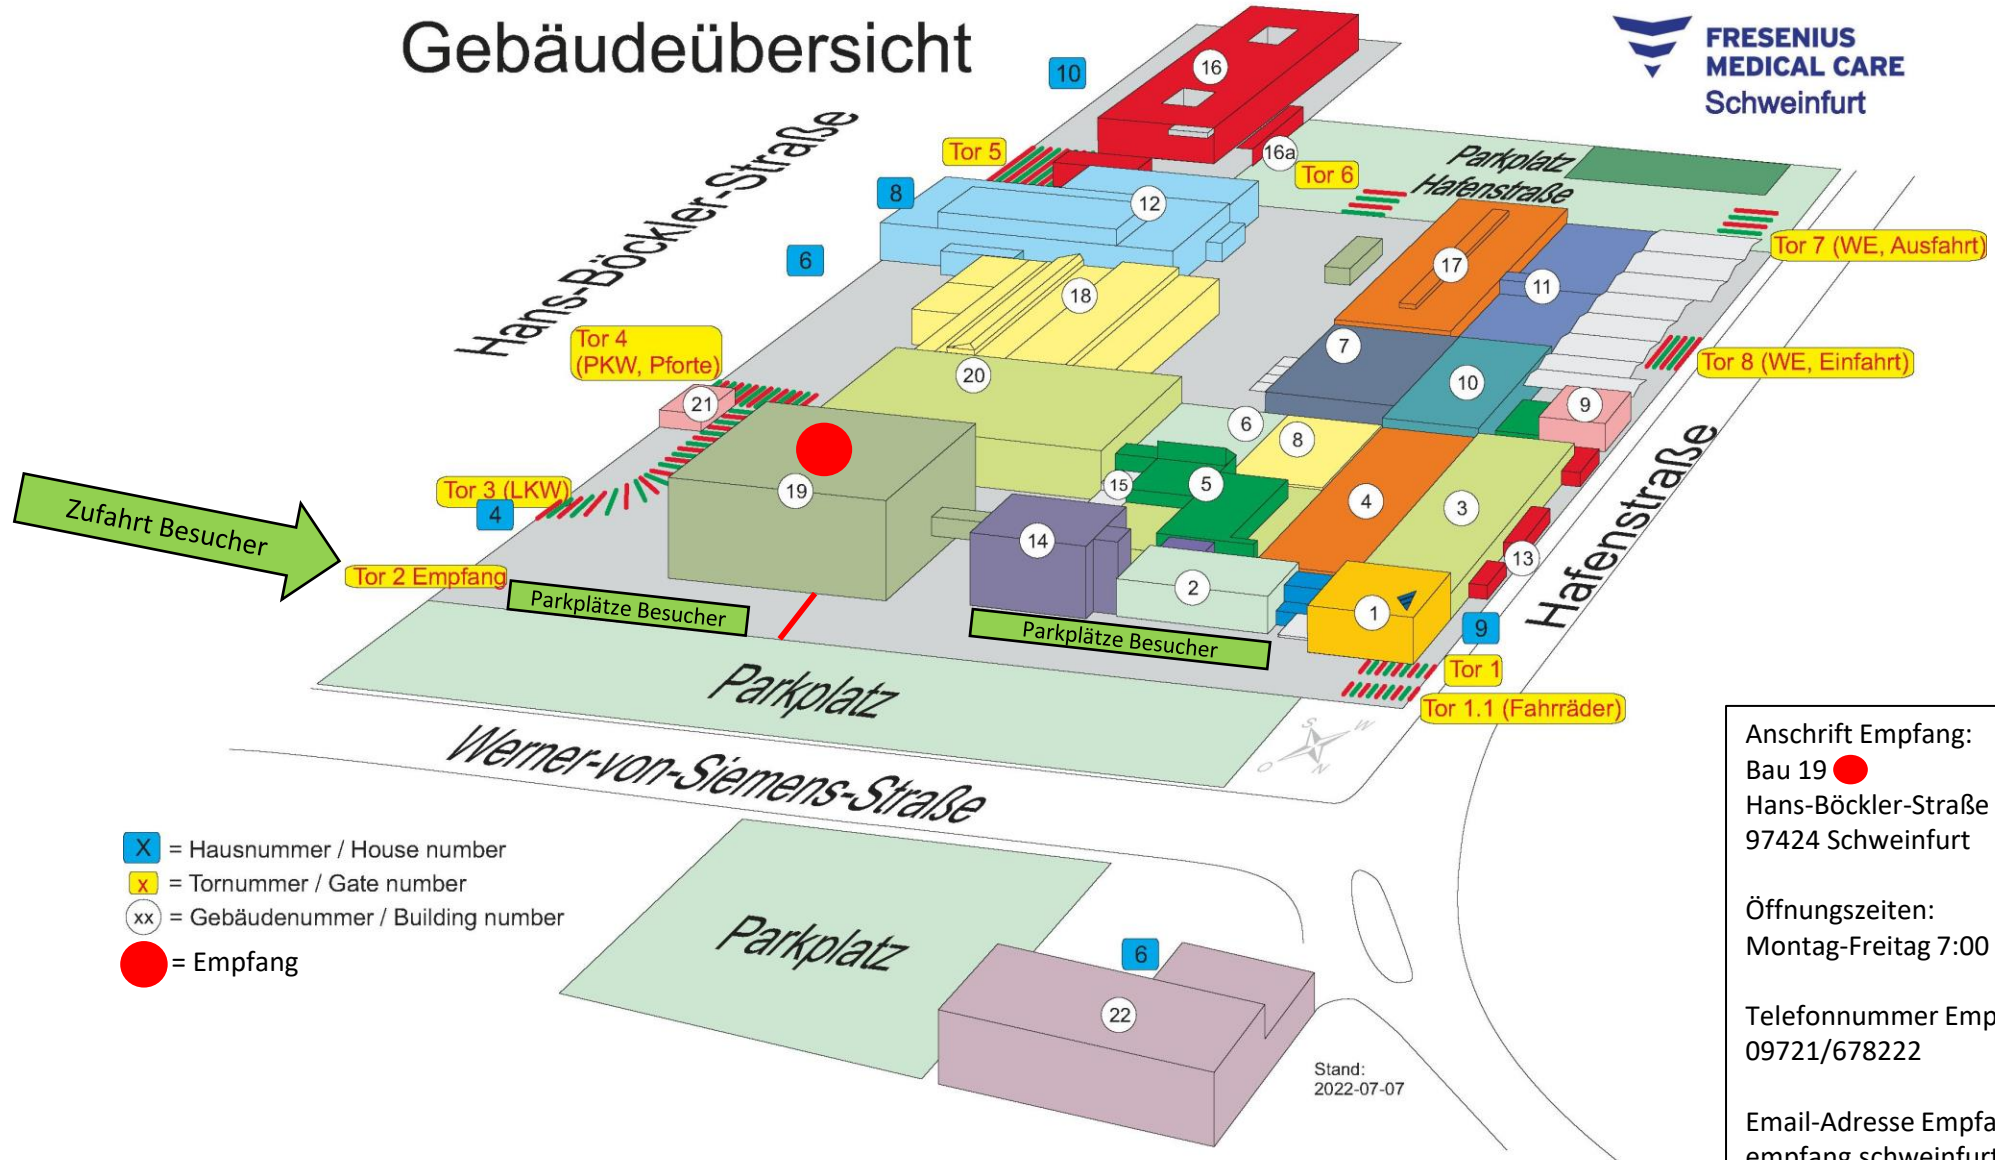 Gebäudeübersicht
FRESENIUS
MEDICAL CARE
Schweinfurt
10
16
Hans-Böckler-Straße
Tor 5
16a
Tor 6
Parkplatz
Hafenstraße
8
12
6
Tor 7 (WE, Ausfahrt)
17
11
18
Tor 4
(PKW, Pforte)
7
Tor 8 (WE, Einfahrt)
20
10
21
9
6
8
Hafenstraße
19
15
5
4
3
Tor 3 (LKW)
4
Zufahrt Besucher
14
13
Tor 2 Empfang
2
1
Parkplätze Besucher
Parkplätze Besucher
9
Tor 1
Tor 1.1 (Fahrräder)
Parkplatz
S W
O N
Werner-von-Siemens-Straße
X = Hausnummer / House number
x = Tornummer / Gate number
xx = Gebäudenummer / Building number
= Empfang
Parkplatz
6
22
Stand:
2022-07-07
Anschrift Empfang:
Bau 19
Hans-Böckler-Straße
97424 Schweinfurt
Öffnungszeiten:
Montag-Freitag 7:00
Telefonnummer Emp
09721/678222
Email-Adresse Empfa
empfang.schweinfurt